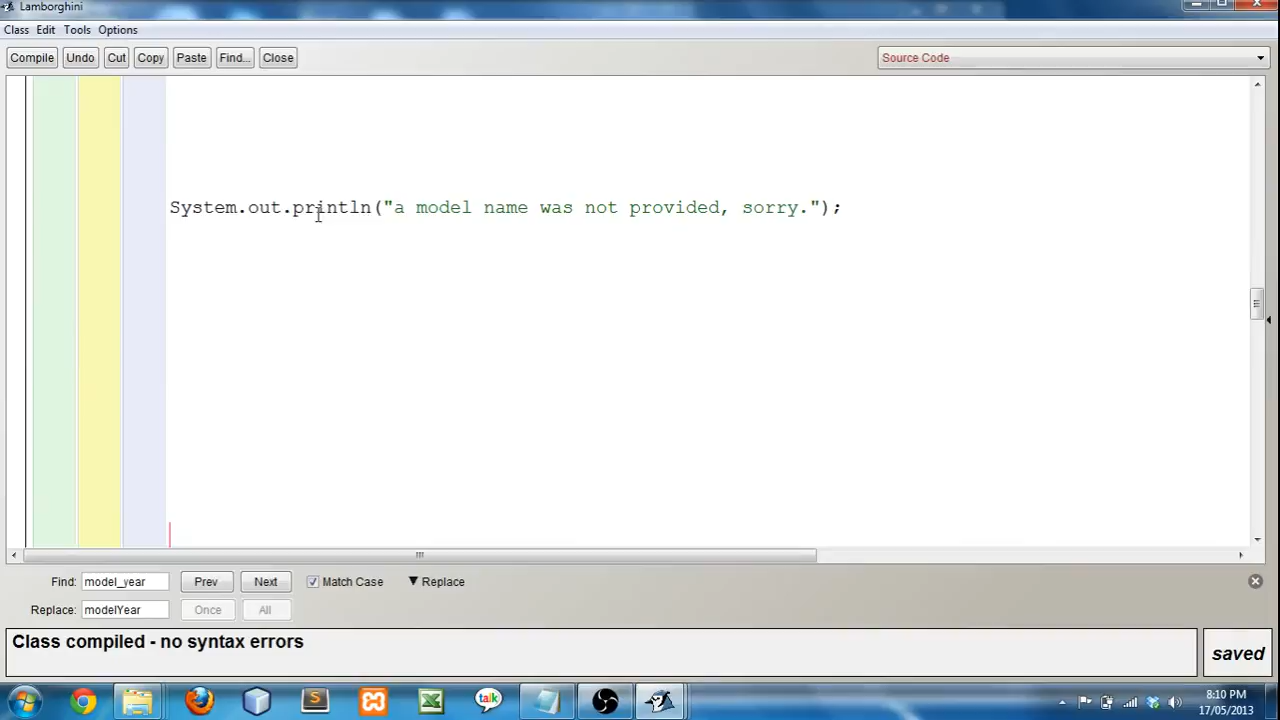 Lamborghini
Class Edit Tools Options
Compile Undo Cut Copy Paste Find... Close Source Code
System.out.println("a model name was not provided, sorry.");
Find: model_year Prev Next Match Case Replace
Replace: modelYear Once All
Class compiled - no syntax errors
saved
talk
8:10 PM
17/05/2013